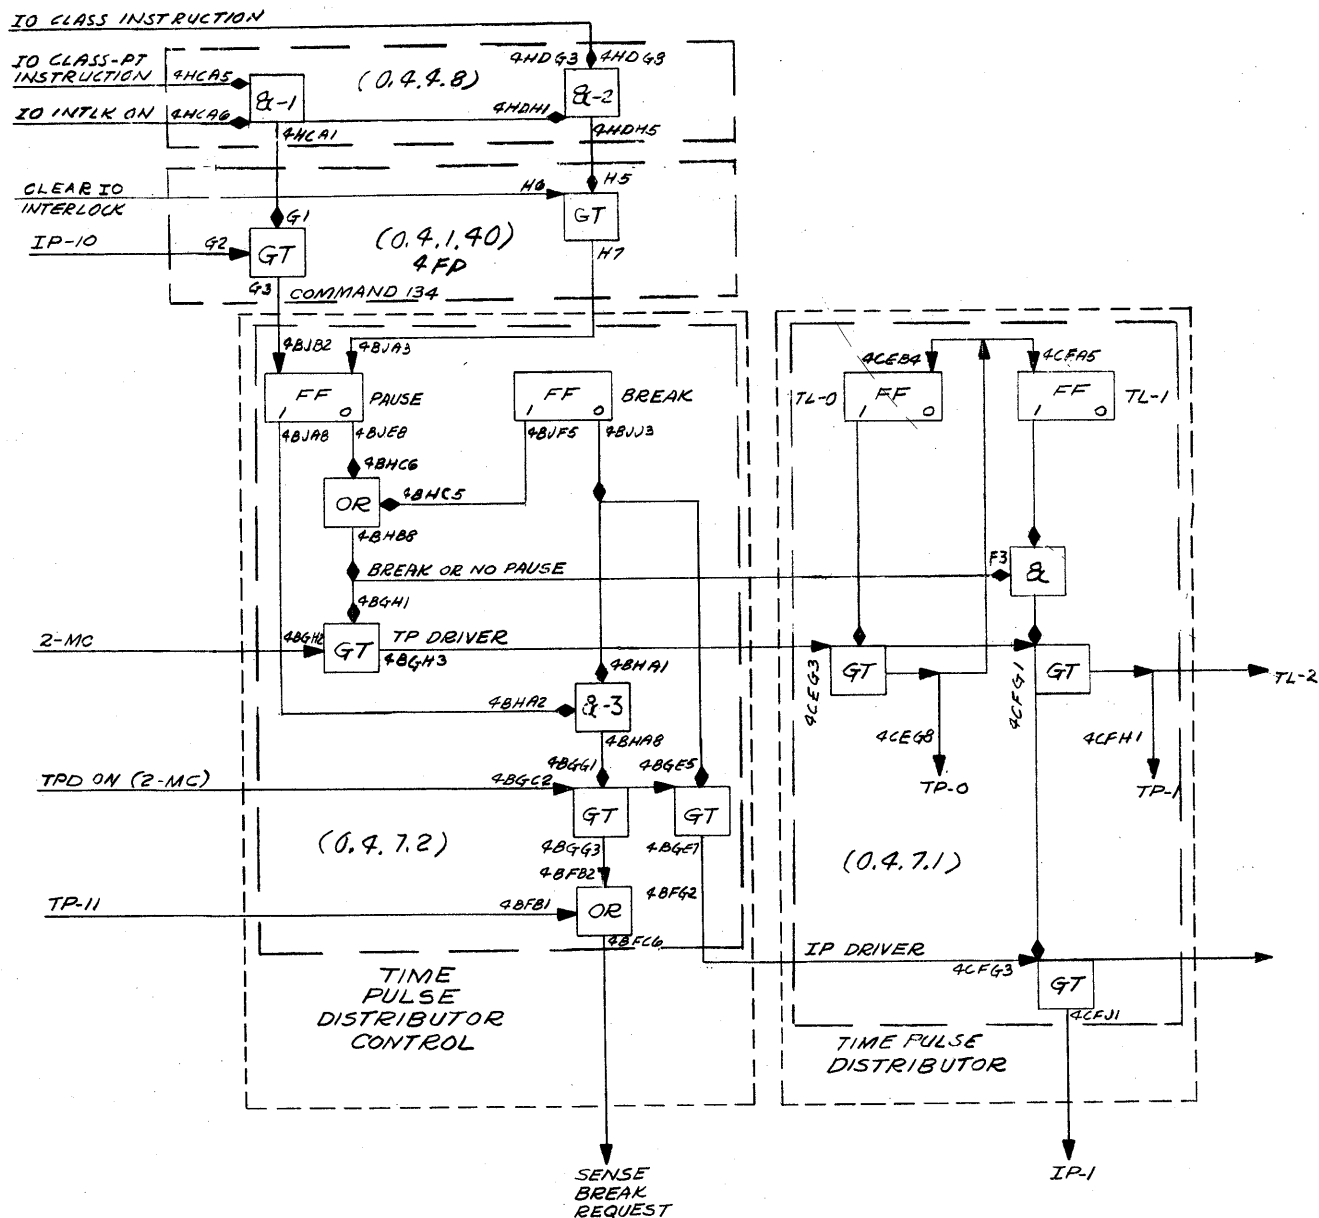 IO CLASS INSTRUCTION
4HDG3 4HDG3
IO CLASS-PT
INSTRUCTION
4HCA5
&-1
(0.4.4.8)
&-2
IO INTLK ON
4HCA6
4HDH1
4HCA1
4HDH5
CLEAR IO
INTERLOCK
H6
H5
GT
G1
IP-10
G2
GT
(0.4.1.40)
4FD
H7
G3
COMMAND 134
4BJB2
4BJA3
FF
1 0
PAUSE
FF
1 0
BREAK
4BJA8
4BJE8
4BJF5
4BJJ3
4BHC6
OR
4BHC5
4BHB8
BREAK OR NO PAUSE
4BGH1
2-MC
4BGH2
GT
TP DRIVER
4BGH3
4BHA1
4BHA2
&-3
4BHA8
4BGG1
4BGE5
TPD ON (2-MC)
4BGC2
GT
GT
(0.4.7.2)
4BGG3
4BGE7
4BFB2
4BFG2
TP-11
4BFB1
OR
4BFC6
TIME
PULSE
DISTRIBUTOR
CONTROL
SENSE
BREAK
REQUEST
4CEB4
4CFA5
TL-0
FF
1 0
FF
1 0
TL-1
F3
&
4CEG3
GT
4CFG1
GT
TL-2
4CEG8
4CFH1
TP-0
TP-1
(0.4.7.1)
IP DRIVER
4CFG3
GT
4CFJ1
TIME PULSE
DISTRIBUTOR
IP-1